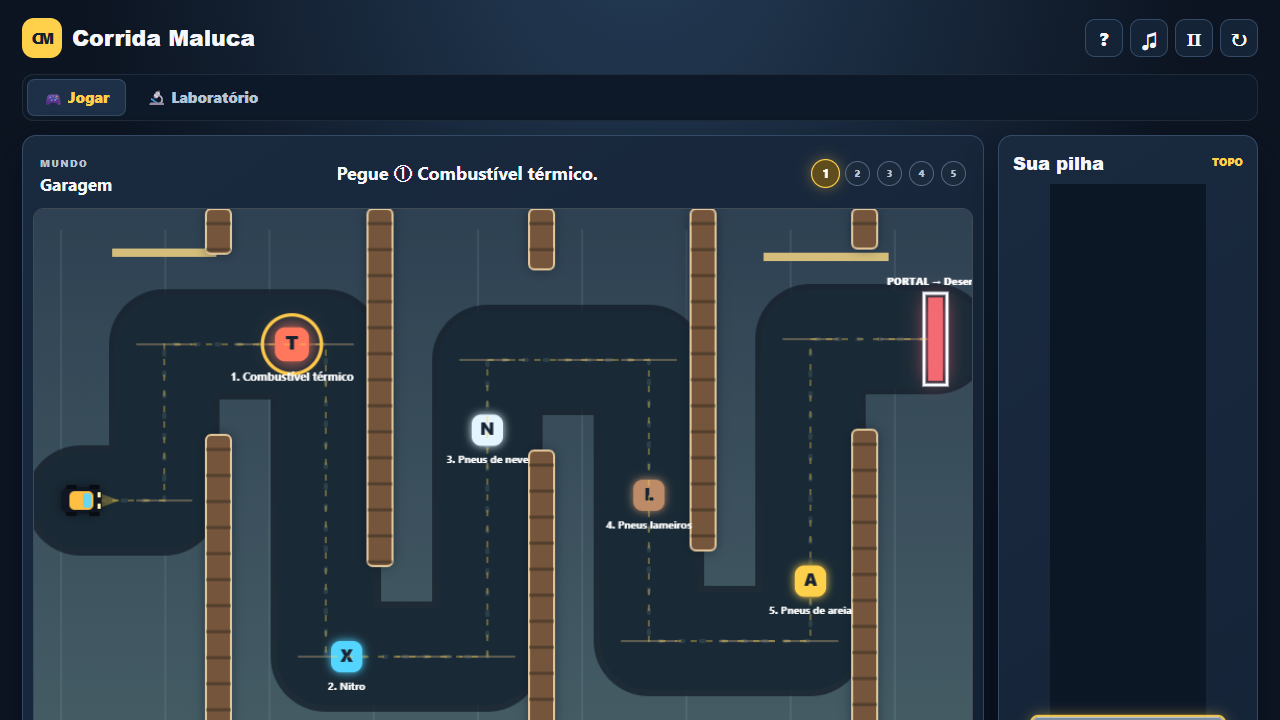 CM Corrida Maluca
?
Jogar
Laboratório
MUNDO
Garagem
Pegue ① Combustível térmico.
1 2 3 4 5
Sua pilha
TOPO
PORTAL → Deser
T
1. Combustível térmico
N
3. Pneus de neve
L
4. Pneus lameiros
A
5. Pneus de areia
X
2. Nitro